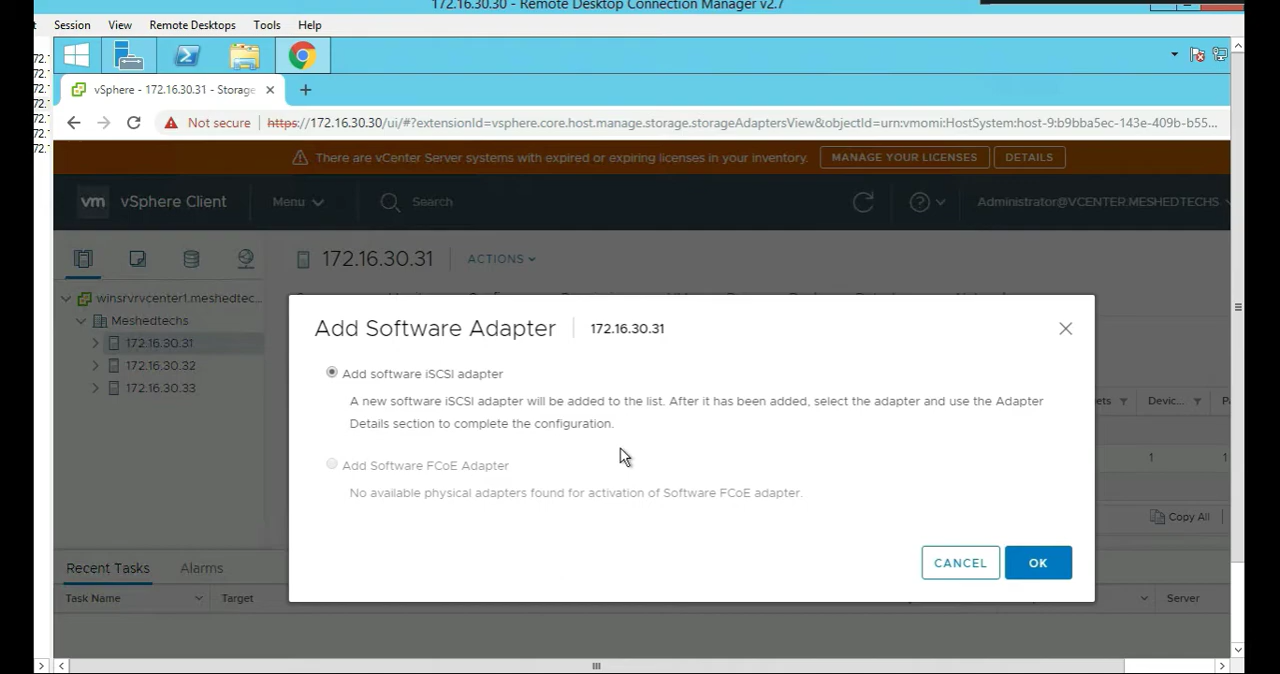 172.16.30.30 - Remote Desktop Connection Manager v2.7
Session View Remote Desktops Tools Help
vSphere - 172.16.30.31 - Storage
Not secure https://172.16.30.30/ui/#?extensionId=vsphere.core.host.manage.storage.storageAdaptersView&objectId=urn:vmomi:HostSystem:host-9:b9bba5ec-143e-409b-b55...
There are vCenter Server systems with expired or expiring licenses in your inventory. MANAGE YOUR LICENSES DETAILS
vm vSphere Client Menu Search Administrator@VCENTER.MESHEDTECHS
172.16.30.31 ACTIONS
winsrvrvcenter1.meshedtec...
Meshedtechs
172.16.30.31
172.16.30.32
172.16.30.33
Add Software Adapter 172.16.30.31
Add software iSCSI adapter
A new software iSCSI adapter will be added to the list. After it has been added, select the adapter and use the Adapter
Details section to complete the configuration.
Add Software FCoE Adapter
No available physical adapters found for activation of Software FCoE adapter.
CANCEL OK
ets Devic...
1 1
Copy All
Recent Tasks Alarms
Task Name Target Server